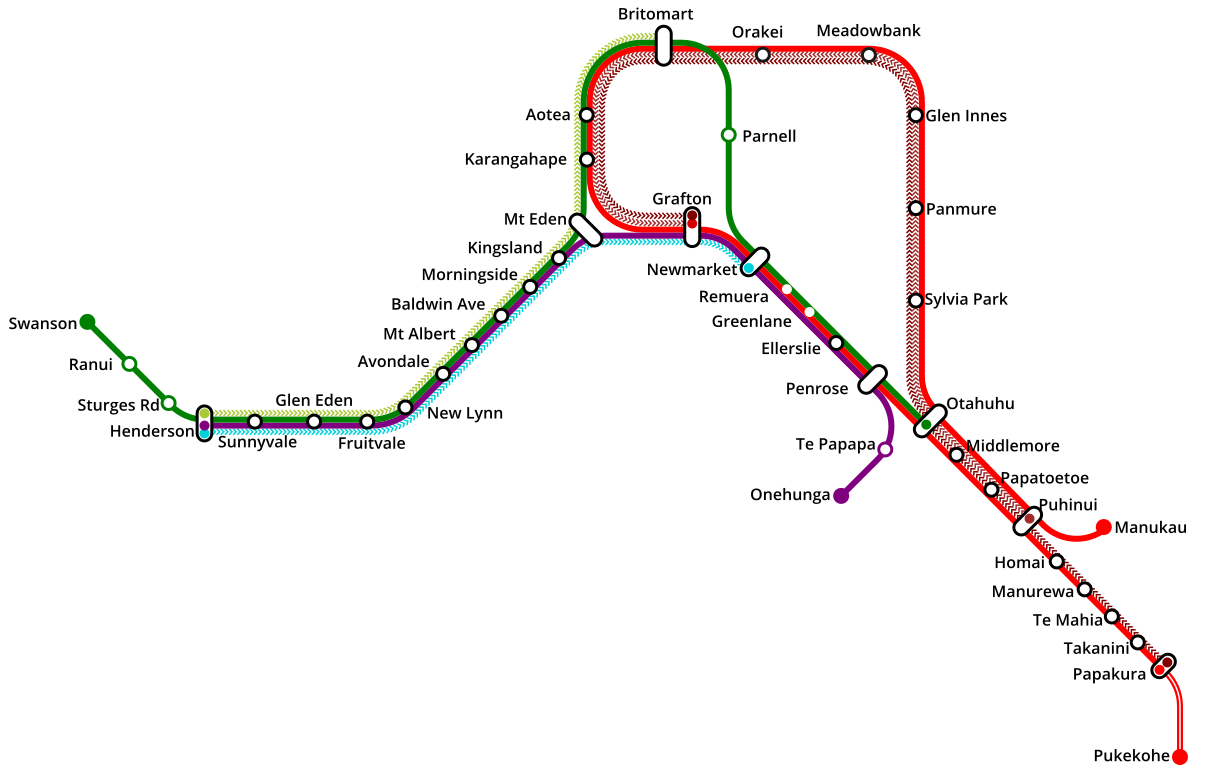 Britomart
Orakei
Meadowbank
Aotea
Glen Innes
Parnell
Karangahape
Grafton
Panmure
Mt Eden
Kingsland
Newmarket
Morningside
Remuera
Sylvia Park
Baldwin Ave
Greenlane
Swanson
Mt Albert
Ellerslie
Avondale
Ranui
Penrose
Glen Eden
Otahuhu
Sturges Rd
New Lynn
Henderson
Sunnyvale
Fruitvale
Te Papapa
Middlemore
Papatoetoe
Onehunga
Puhinui
Manukau
Homai
Manurewa
Te Mahia
Takanini
Papakura
Pukekohe